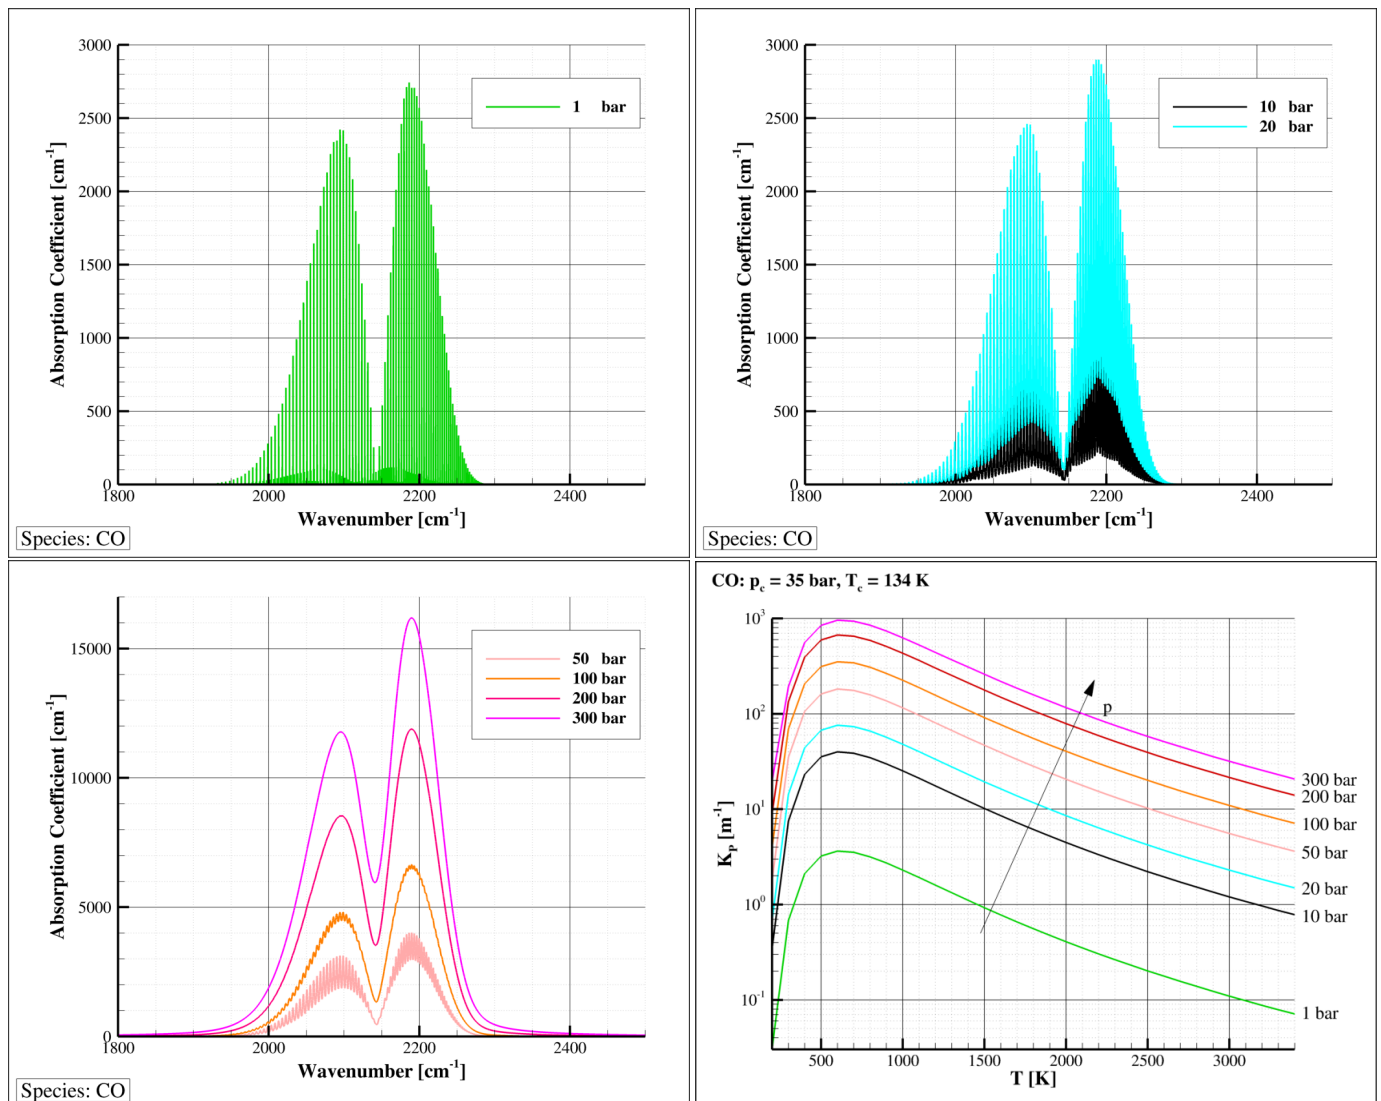 3000
2500
2000
1500
1000
500
0
Absorption Coefficient [cm⁻¹]
1 bar
1800 2000 2200 2400
Wavenumber [cm⁻¹]
Species: CO
3000
2500
2000
1500
1000
500
0
Absorption Coefficient [cm⁻¹]
10 bar
20 bar
1800 2000 2200 2400
Wavenumber [cm⁻¹]
Species: CO
15000
10000
5000
0
Absorption Coefficient [cm⁻¹]
50 bar
100 bar
200 bar
300 bar
1800 2000 2200 2400
Wavenumber [cm⁻¹]
Species: CO
CO: p_c = 35 bar, T_c = 134 K
10³
10²
10¹
10⁰
10⁻¹
K_p [m⁻¹]
p
300 bar
200 bar
100 bar
50 bar
20 bar
10 bar
1 bar
500 1000 1500 2000 2500 3000
T [K]